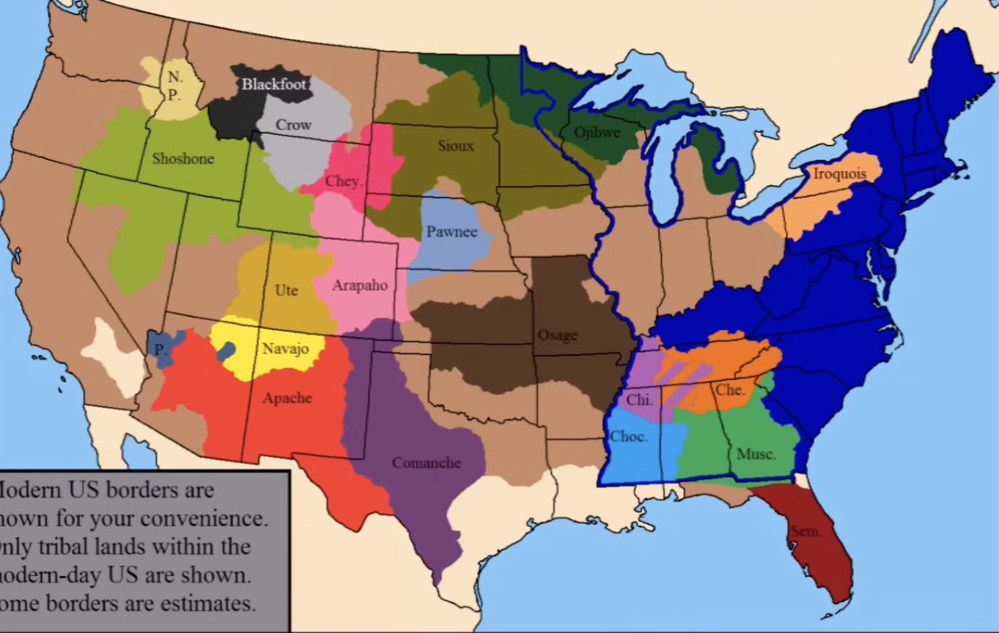 N.
P.
Blackfoot
Crow
Ojibwe
Sioux
Shoshone
Iroquois
Chey.
Pawnee
Arapaho
Ute
Osage
P.
Navajo
Che.
Apache
Chi.
Choc.
Musc.
Comanche
Sem.
odern US borders are
hown for your convenience.
nly tribal lands within the
odern-day US are shown.
ome borders are estimates.